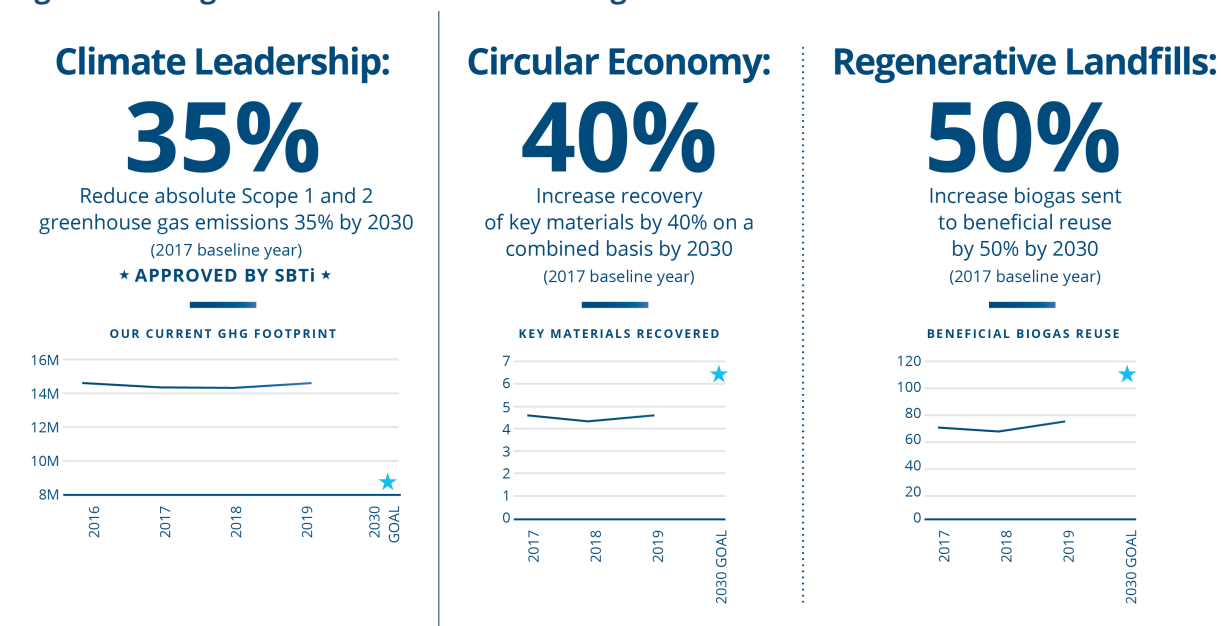 Climate Leadership:
35%
Reduce absolute Scope 1 and 2
greenhouse gas emissions 35% by 2030
(2017 baseline year)
★ APPROVED BY SBTi ★
OUR CURRENT GHG FOOTPRINT
16M
14M
12M
10M
8M
2016
2017
2018
2019
2030
GOAL
Circular Economy:
40%
Increase recovery
of key materials by 40% on a
combined basis by 2030
(2017 baseline year)
KEY MATERIALS RECOVERED
7
6
5
4
3
2
1
0
2017
2018
2019
2030 GOAL
Regenerative Landfills:
50%
Increase biogas sent
to beneficial reuse
by 50% by 2030
(2017 baseline year)
BENEFICIAL BIOGAS REUSE
120
100
80
60
40
20
0
2017
2018
2019
2030 GOAL